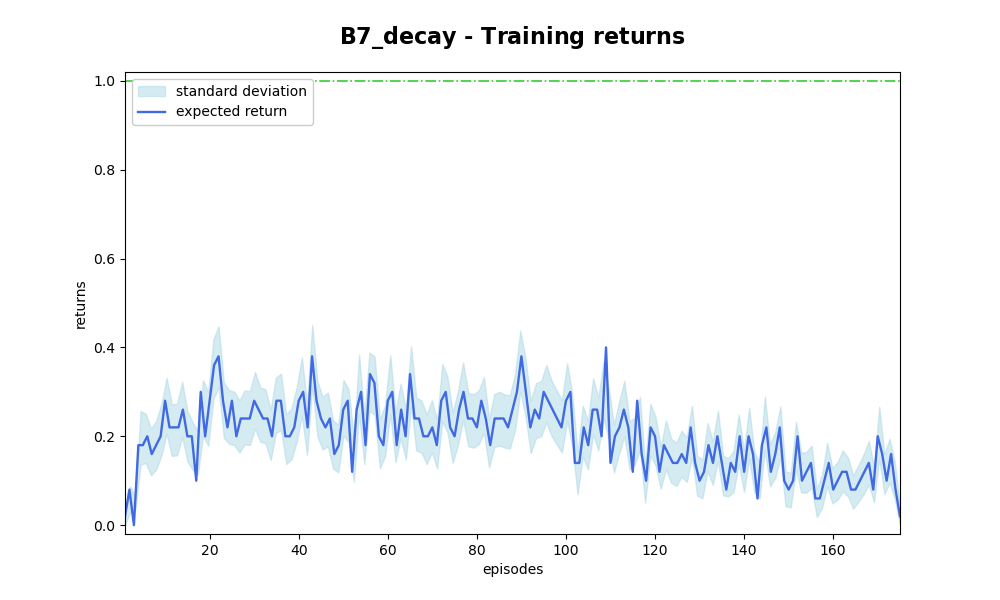 B7_decay - Training returns
1.0
standard deviation
expected return
0.8
0.6
returns
0.4
0.2
0.0
20 40 60 80 100 120 140 160
episodes